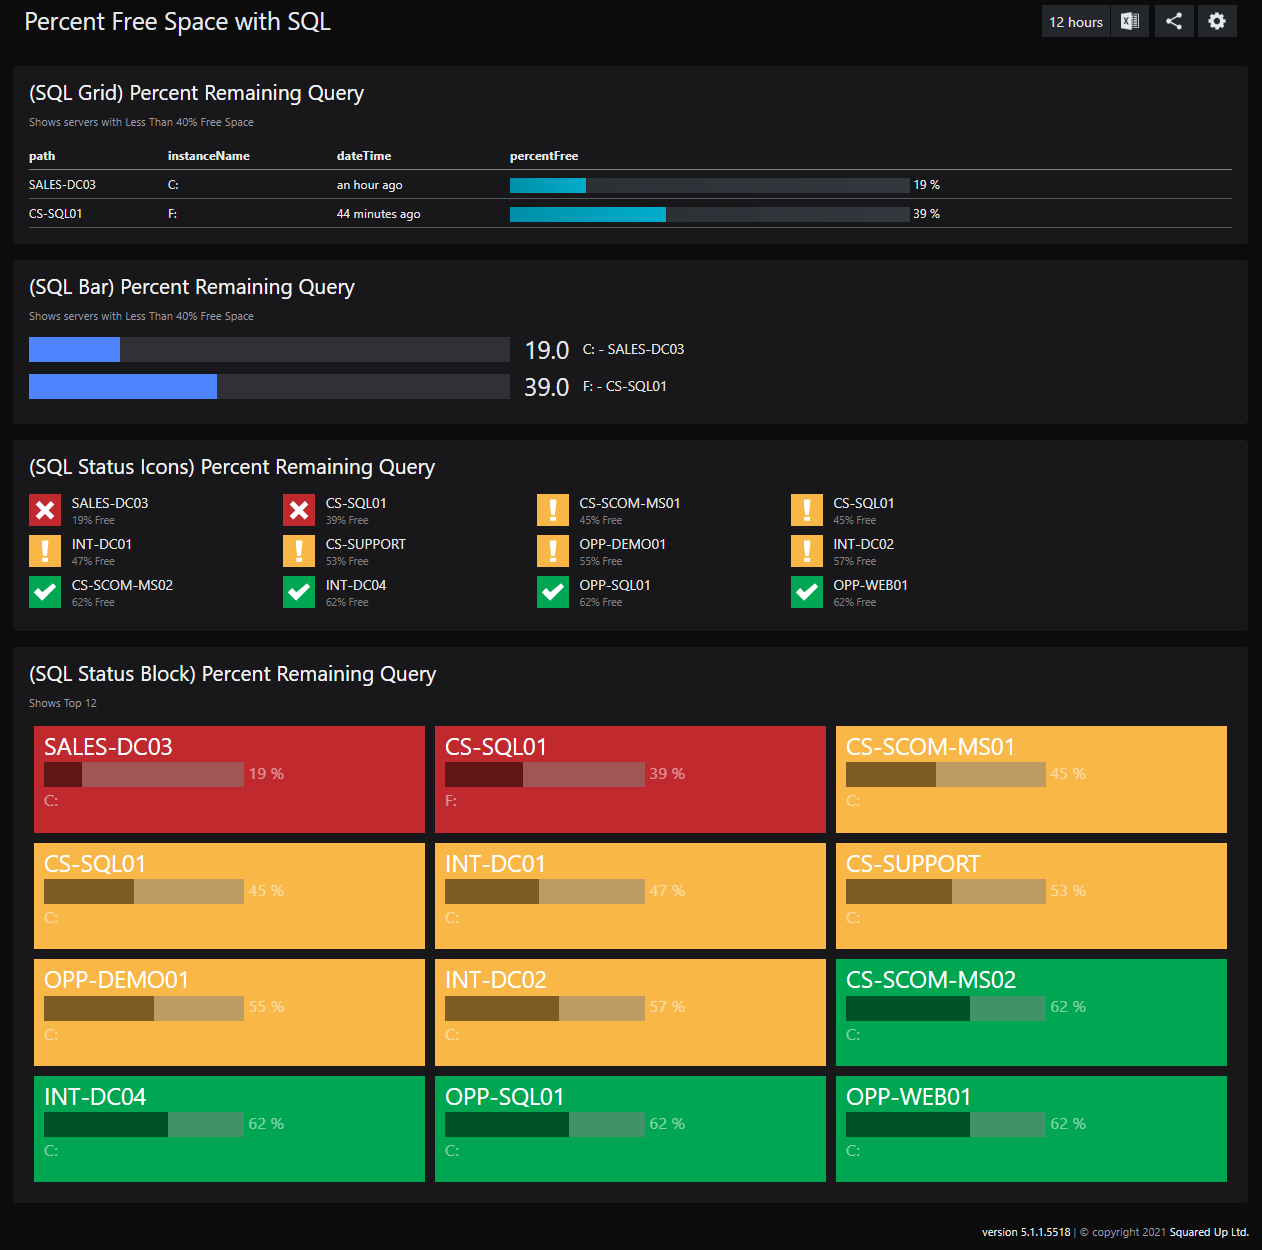 Percent Free Space with SQL
12 hours
(SQL Grid) Percent Remaining Query
Shows servers with Less Than 40% Free Space
path instanceName dateTime percentFree
SALES-DC03 C: an hour ago 19 %
CS-SQL01 F: 44 minutes ago 39 %
(SQL Bar) Percent Remaining Query
Shows servers with Less Than 40% Free Space
19.0 C: - SALES-DC03
39.0 F: - CS-SQL01
(SQL Status Icons) Percent Remaining Query
SALES-DC03 CS-SQL01 CS-SCOM-MS01 CS-SQL01
19% Free 39% Free 45% Free 45% Free
INT-DC01 CS-SUPPORT OPP-DEMO01 INT-DC02
47% Free 53% Free 55% Free 57% Free
CS-SCOM-MS02 INT-DC04 OPP-SQL01 OPP-WEB01
62% Free 62% Free 62% Free 62% Free
(SQL Status Block) Percent Remaining Query
Shows Top 12
SALES-DC03 CS-SQL01 CS-SCOM-MS01
19 % 39 % 45 %
C: F: C:
CS-SQL01 INT-DC01 CS-SUPPORT
45 % 47 % 53 %
C: C: C:
OPP-DEMO01 INT-DC02 CS-SCOM-MS02
55 % 57 % 62 %
C: C: C:
INT-DC04 OPP-SQL01 OPP-WEB01
62 % 62 % 62 %
C: C: C:
version 5.1.1.5518 | © copyright 2021 Squared Up Ltd.